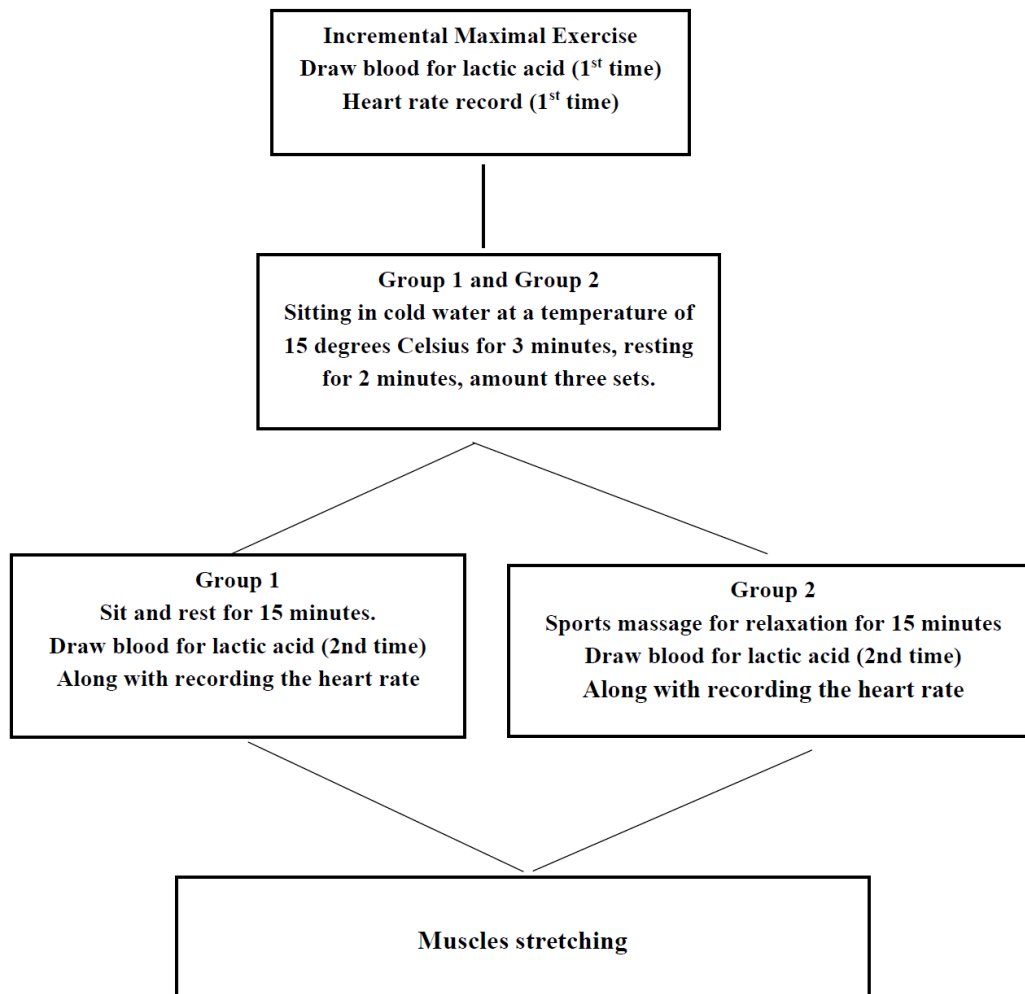 Incremental Maximal Exercise
Draw blood for lactic acid (1st time)
Heart rate record (1st time)
Group 1 and Group 2
Sitting in cold water at a temperature of
15 degrees Celsius for 3 minutes, resting
for 2 minutes, amount three sets.
Group 1
Sit and rest for 15 minutes.
Draw blood for lactic acid (2nd time)
Along with recording the heart rate
Group 2
Sports massage for relaxation for 15 minutes
Draw blood for lactic acid (2nd time)
Along with recording the heart rate
Muscles stretching